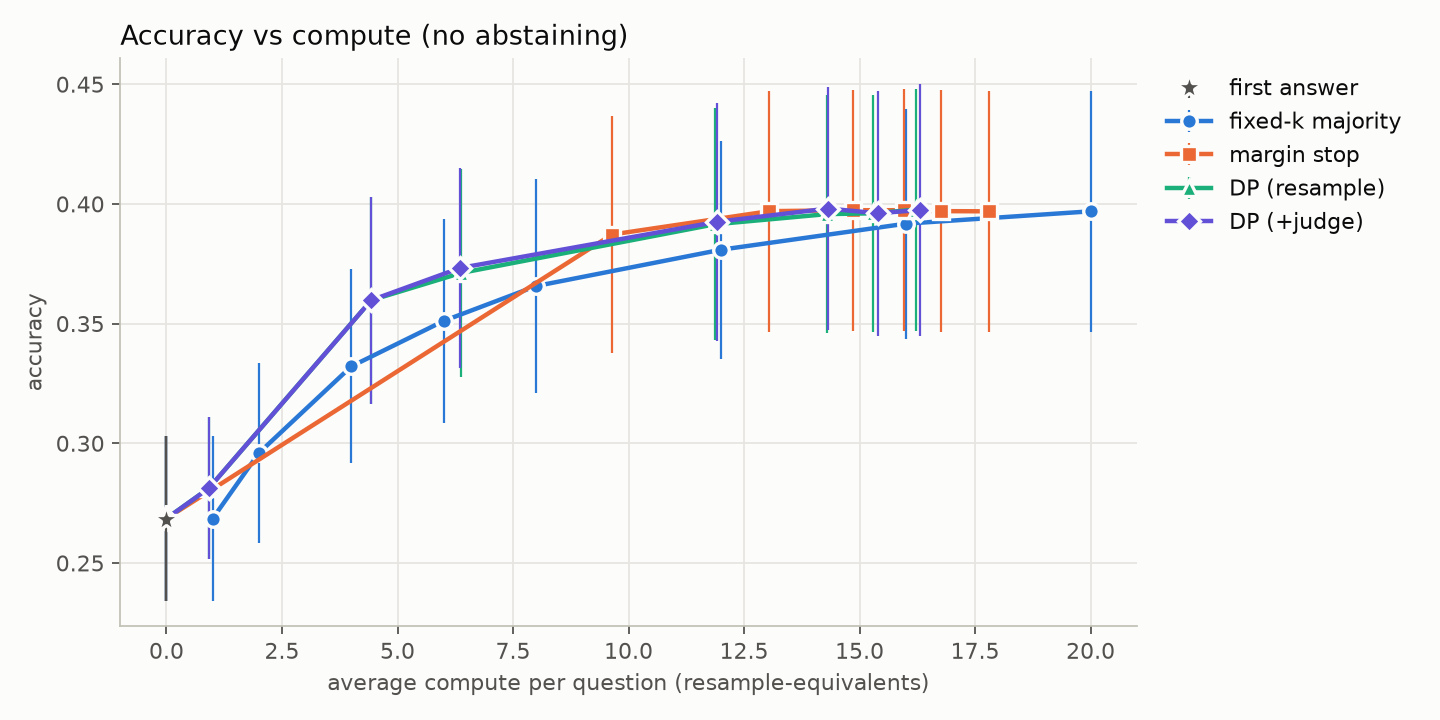 Accuracy vs compute (no abstaining)
first answer
fixed-k majority
margin stop
DP (resample)
DP (+judge)
accuracy
0.45
0.40
0.35
0.30
0.25
0.0 2.5 5.0 7.5 10.0 12.5 15.0 17.5 20.0
average compute per question (resample-equivalents)